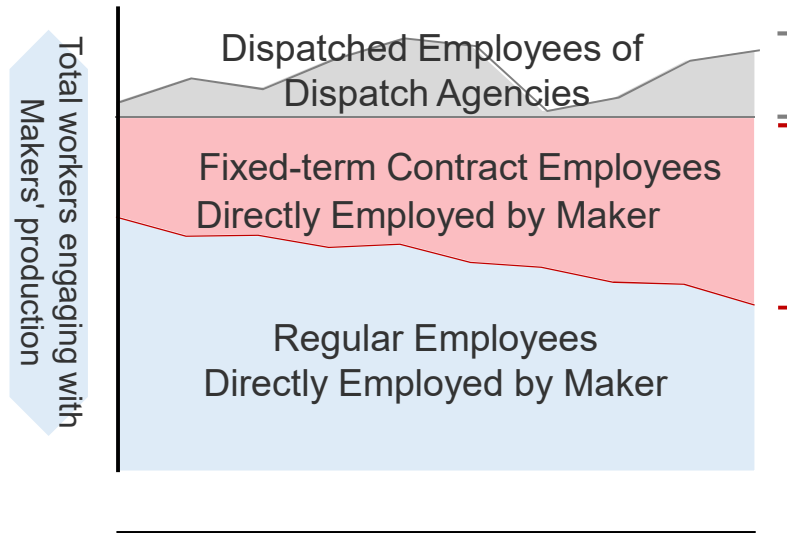 Total workers engaging with
Makers' production
Dispatched Employees of
Dispatch Agencies
Fixed-term Contract Employees
Directly Employed by Maker
Regular Employees
Directly Employed by Maker